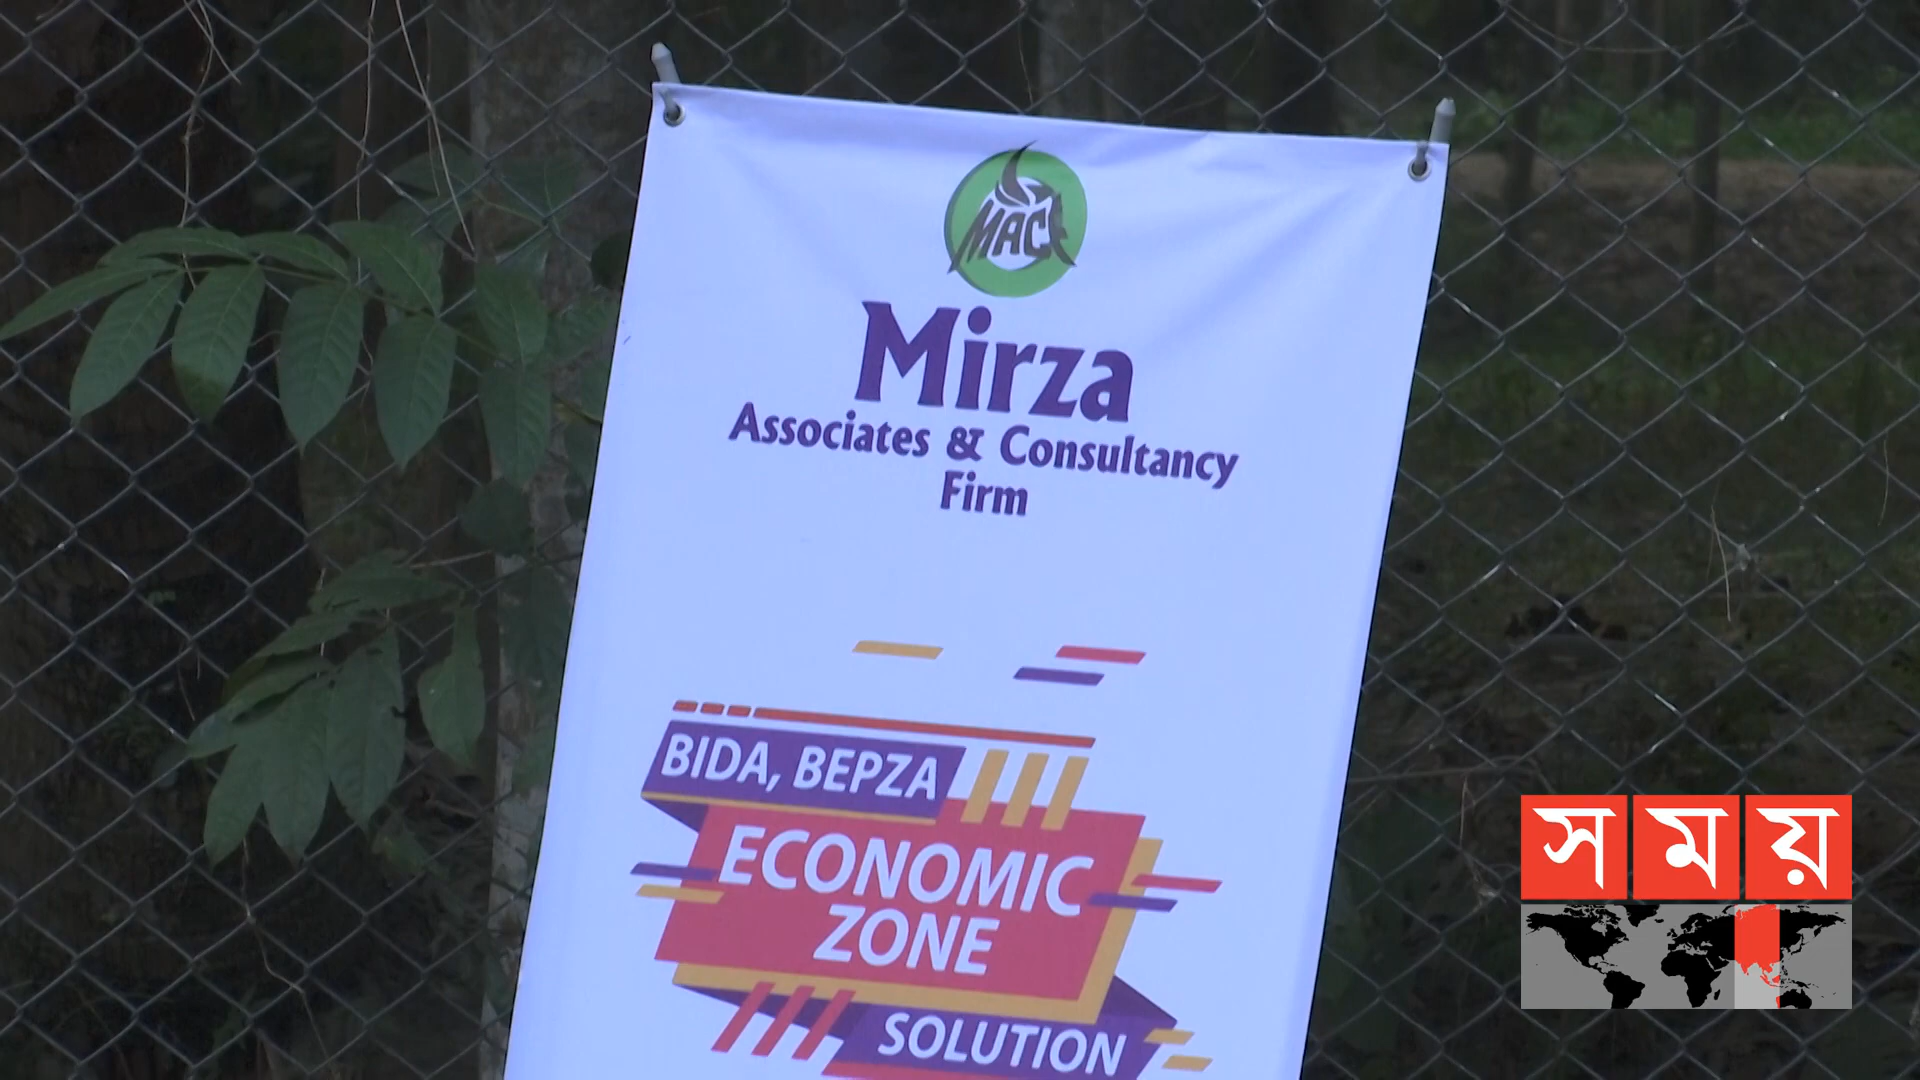 MACF
Mirza
Associates & Consultancy
Firm
BIDA, BEPZA
ECONOMIC
ZONE
SOLUTION
সময়